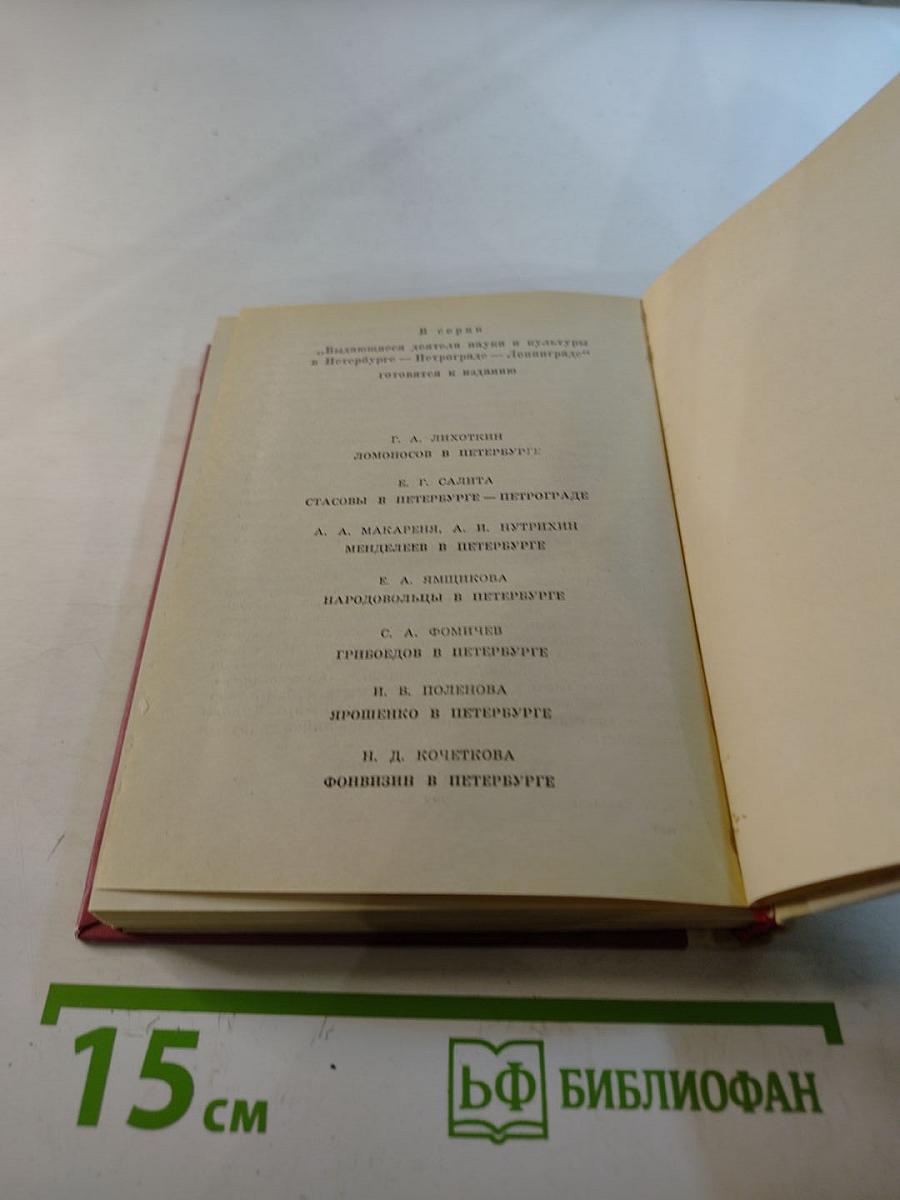 В серии
„Выдающиеся деятели науки и культуры
в Петербурге — Петрограде — Ленинграде“
готовятся к изданию
Г. А. ЛИХОТКИН
ЛОМОНОСОВ В ПЕТЕРБУРГЕ
Е. Г. САЛИТА
СТАСОВЫ В ПЕТЕРБУРГЕ — ПЕТРОГРАДЕ
А. А. МАКАРЕНЯ, А. И. НУТРИХИН
МЕНДЕЛЕЕВ В ПЕТЕРБУРГЕ
Е. А. ЯМЩИКОВА
НАРОДОВОЛЬЦЫ В ПЕТЕРБУРГЕ
С. А. ФОМИЧЕВ
ГРИБОЕДОВ В ПЕТЕРБУРГЕ
И. В. ПОЛЕНОВА
ЯРОШЕНКО В ПЕТЕРБУРГЕ
Н. Д. КОЧЕТКОВА
ФОНВИЗИН В ПЕТЕРБУРГЕ
15 см
БФ БИБЛИОФАН